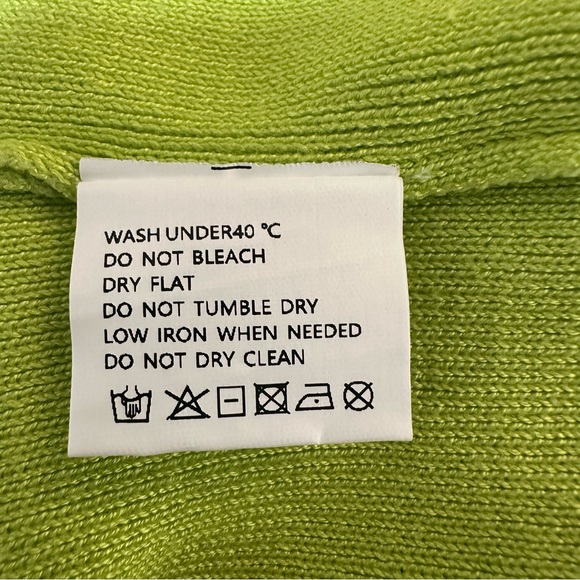 WASH UNDER40 °C
DO NOT BLEACH
DRY FLAT
DO NOT TUMBLE DRY
LOW IRON WHEN NEEDED
DO NOT DRY CLEAN